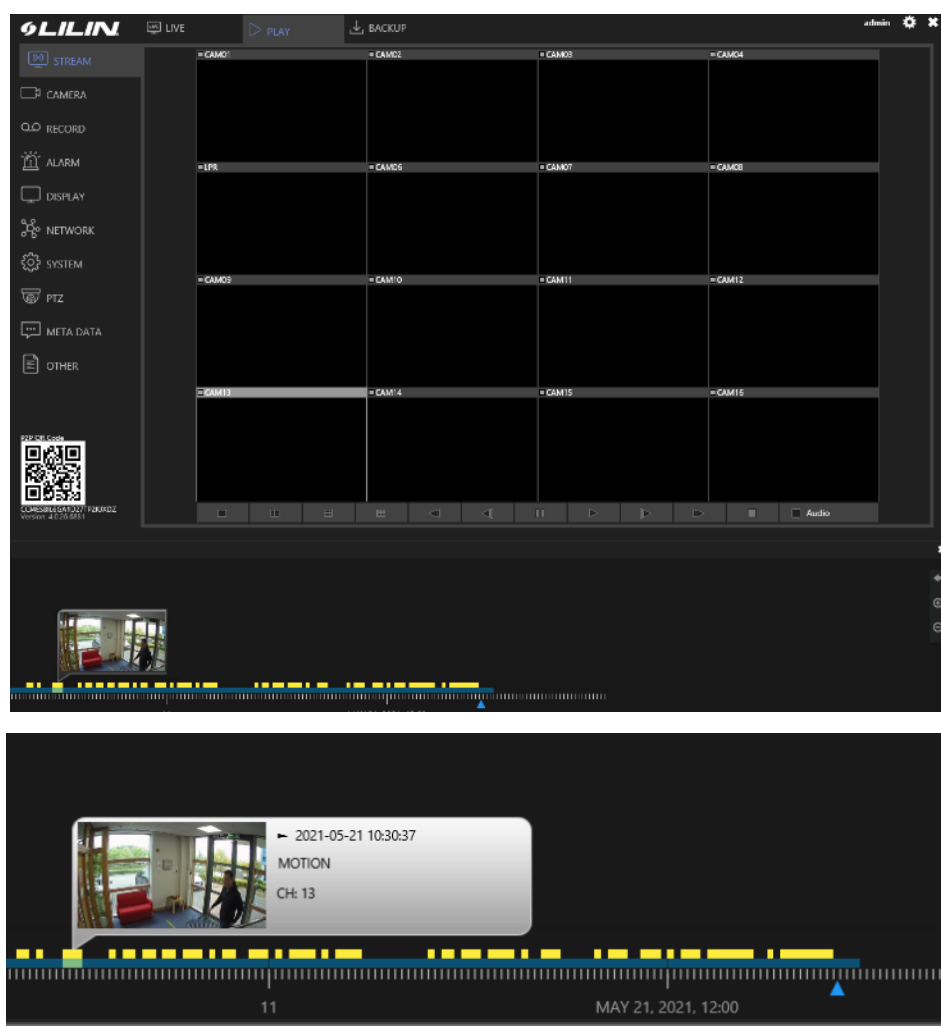 LILIN
LIVE
PLAY
BACKUP
admin
STREAM
CAMERA
RECORD
ALARM
DISPLAY
NETWORK
SYSTEM
PTZ
META DATA
OTHER
CAM01
CAM02
CAM03
CAM04
LPR
CAM06
CAM07
CAM08
CAM09
CAM10
CAM11
CAM12
CAM13
CAM14
CAM15
CAM16
P2P QR Code
Audio
2021-05-21 10:30:37
MOTION
CH: 13
11
MAY 21, 2021, 12:00